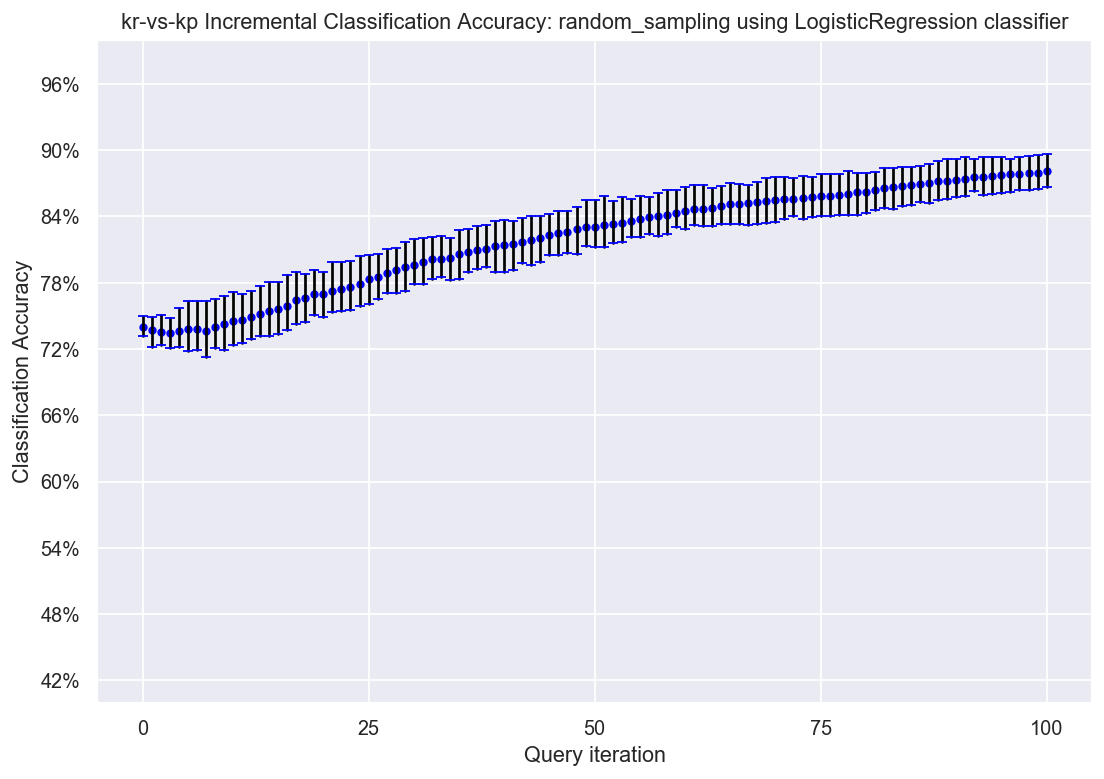 kr-vs-kp Incremental Classification Accuracy: random_sampling using LogisticRegression classifier
96%
90%
84%
78%
72%
66%
60%
54%
48%
42%
Classification Accuracy
0 25 50 75 100
Query iteration